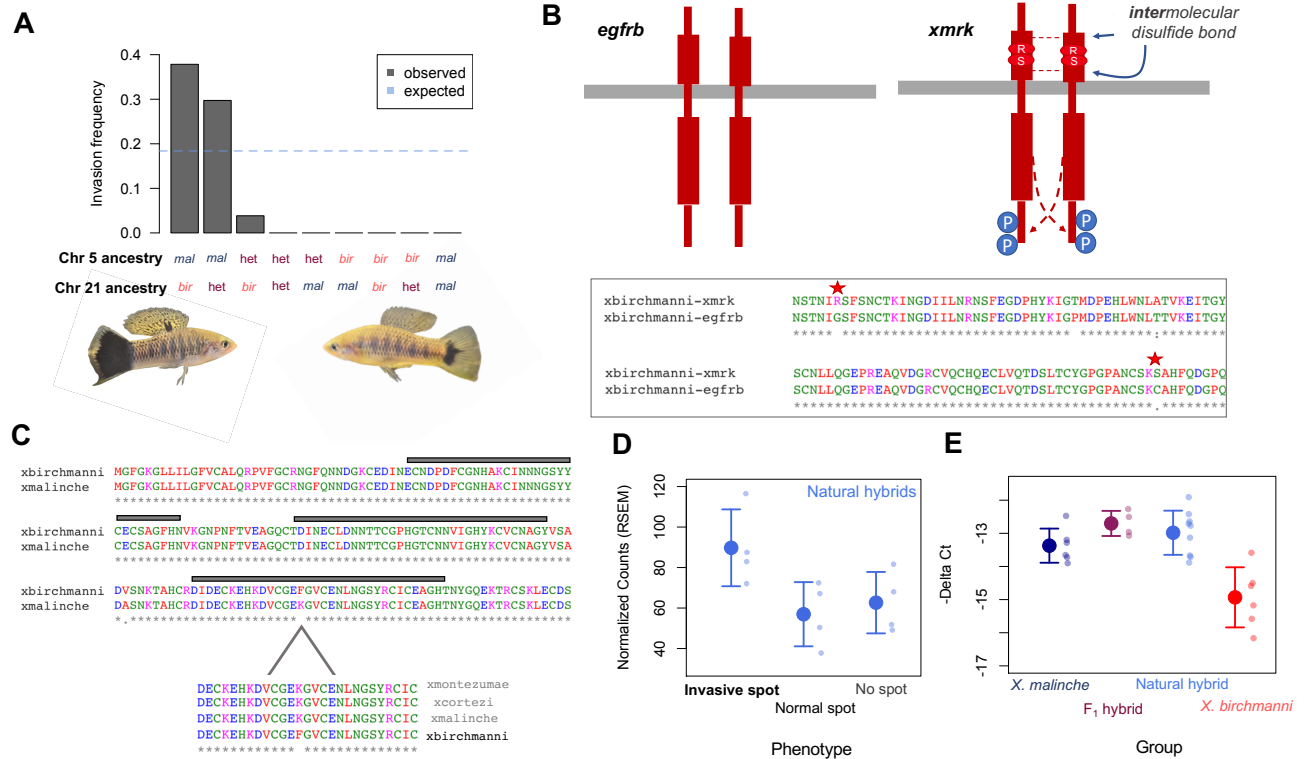 A
0.4
0.3
0.2
0.1
0.0
Invasion frequency
observed
expected
Chr 5 ancestry mal mal het het het bir bir bir mal
Chr 21 ancestry bir het bir het mal mal bir het mal
B
egfrb
xmrk
intermolecular
disulfide bond
R R
S S
P P
P P
xbirchmanni-xmrk NSTNIRSFSNCTKINGDIILNRNSFEGDPHYKIGTMDPEHLWNLATVKEITGY
xbirchmanni-egfrb NSTNIGSFSNCTKINGDIILNRNSFEGDPHYKIGPMDPEHLWNLTTVKEITGY
***** **************************** *********:********
xbirchmanni-xmrk SCNLLQGEPREAQVDGRCVQCHQECLVQTDSLTCYGPGPANCSKSAHFQDGPQ
xbirchmanni-egfrb SCNLLQGEPREAQVDGRCVQCHQECLVQTDSLTCYGPGPANCSKCAHFQDGPQ
********************************************.********
C
xbirchmanni MGFGKGLLILGFVCALQRPVFGCRNGFQNNDGKCEDINECNDPDFCGNHAKCINNNGSYY
xmalinche MGFGKGLLILGFVCALQRPVFGCRNGFQNNDGKCEDINECNDPDFCGNHAKCINNNGSYY
************************************************************
xbirchmanni CECSAGFHNVKGNPNFTVEAGQCTDINECLDNNTTCGPHGTCNNVIGHYKCVCNAGYVSA
xmalinche CECSAGFHNVKGNPNFTVEAGQCTDINECLDNNTTCGPHGTCNNVIGHYKCVCNAGYVSA
************************************************************
xbirchmanni DVSNKTAHCRDIDECKEHKDVCGEFGVCENLNGSYRCICEAGHTNYGQEKTRCSKLECDS
xmalinche DASNKTAHCRDIDECKEHKDVCGEKGVCENLNGSYRCICEAGHTNYGQEKTRCSKLECDS
*.********************** ***********************************
DECKEHKDVCGEKGVCENLNGSYRCIC xmontezumae
DECKEHKDVCGEKGVCENLNGSYRCIC xcortezi
DECKEHKDVCGEKGVCENLNGSYRCIC xmalinche
DECKEHKDVCGEFGVCENLNGSYRCIC xbirchmanni
************ **************
D
Normalized Counts (RSEM)
120
100
80
60
40
Natural hybrids
Invasive spot
Normal spot
No spot
Phenotype
E
-Delta Ct
-13
-15
-17
X. malinche
F1 hybrid
Natural hybrid
X. birchmanni
Group